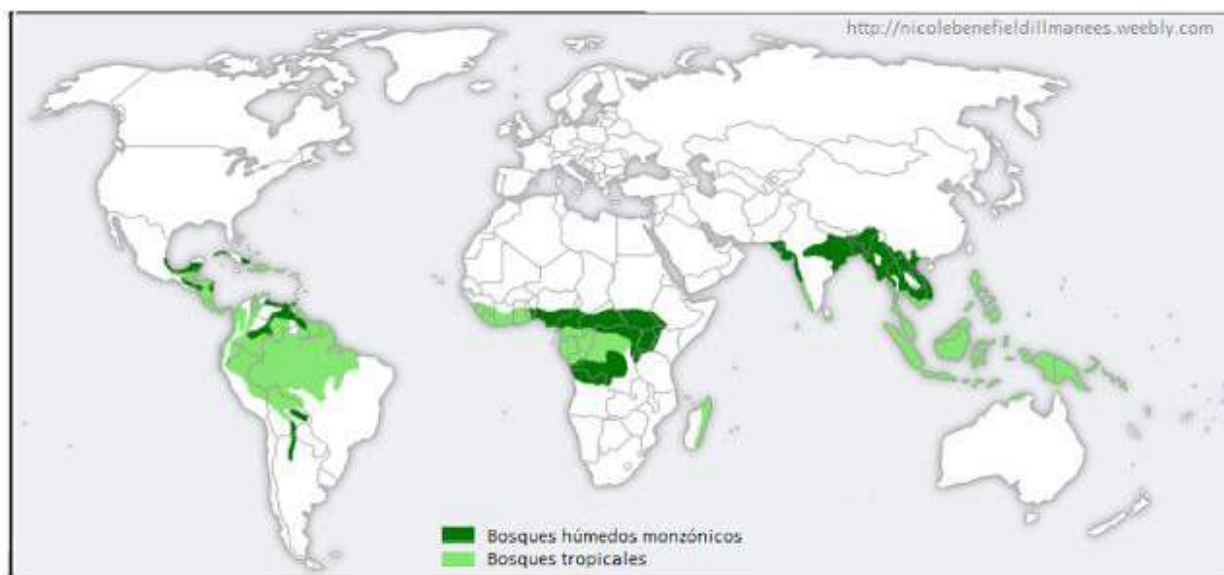 http://nicolebenefieldillmanees.weebly.com
Bosques húmedos monzónicos
Bosques tropicales